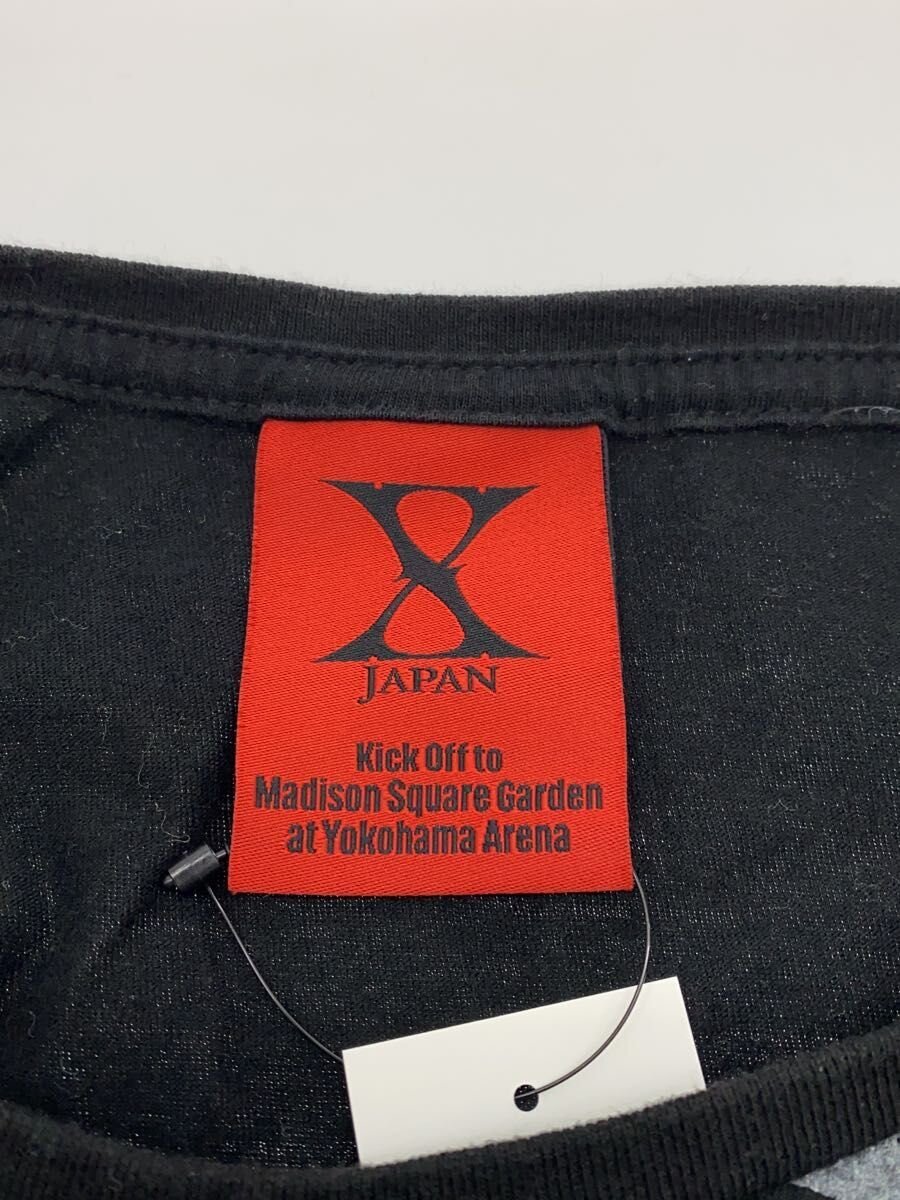 X
JAPAN
Kick Off to
Madison Square Garden
at Yokohama Arena